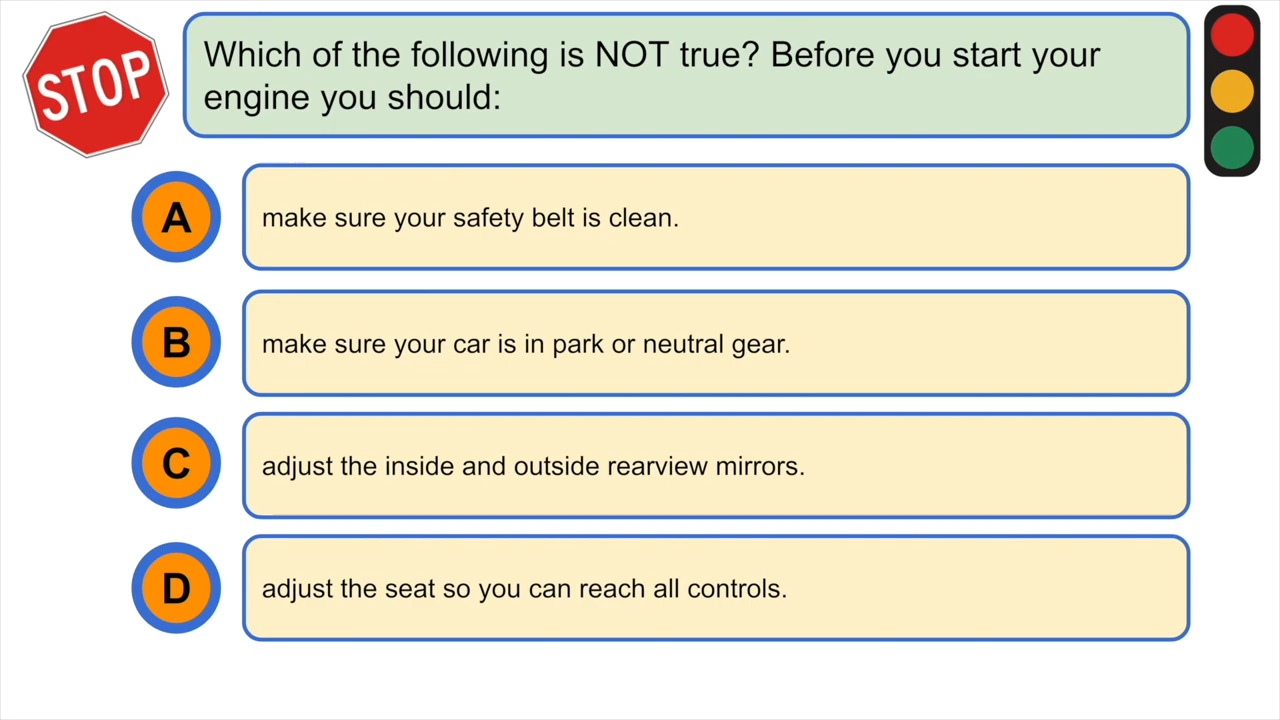 STOP
Which of the following is NOT true? Before you start your
engine you should:
A
make sure your safety belt is clean.
B
make sure your car is in park or neutral gear.
C
adjust the inside and outside rearview mirrors.
D
adjust the seat so you can reach all controls.